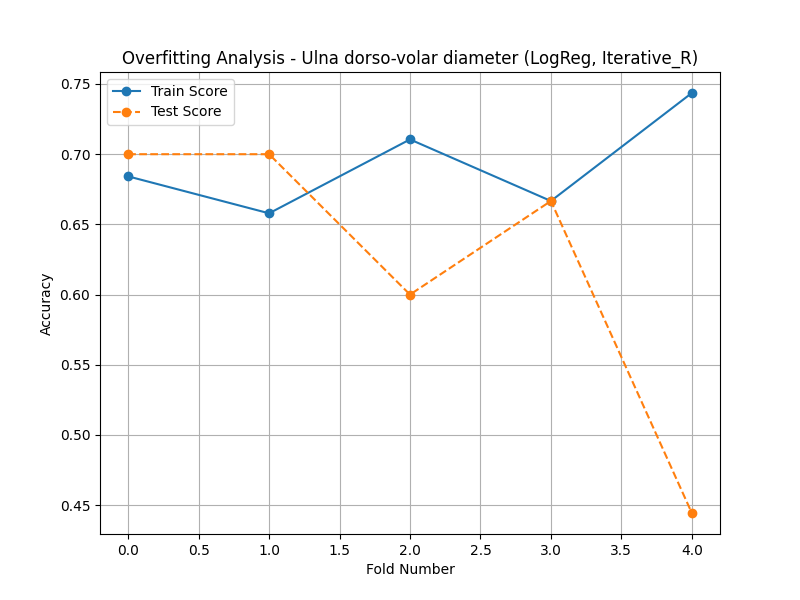 Overfitting Analysis - Ulna dorso-volar diameter (LogReg, Iterative_R)
Train Score
Test Score
0.75
0.70
0.65
0.60
0.55
0.50
0.45
Accuracy
0.0 0.5 1.0 1.5 2.0 2.5 3.0 3.5 4.0
Fold Number